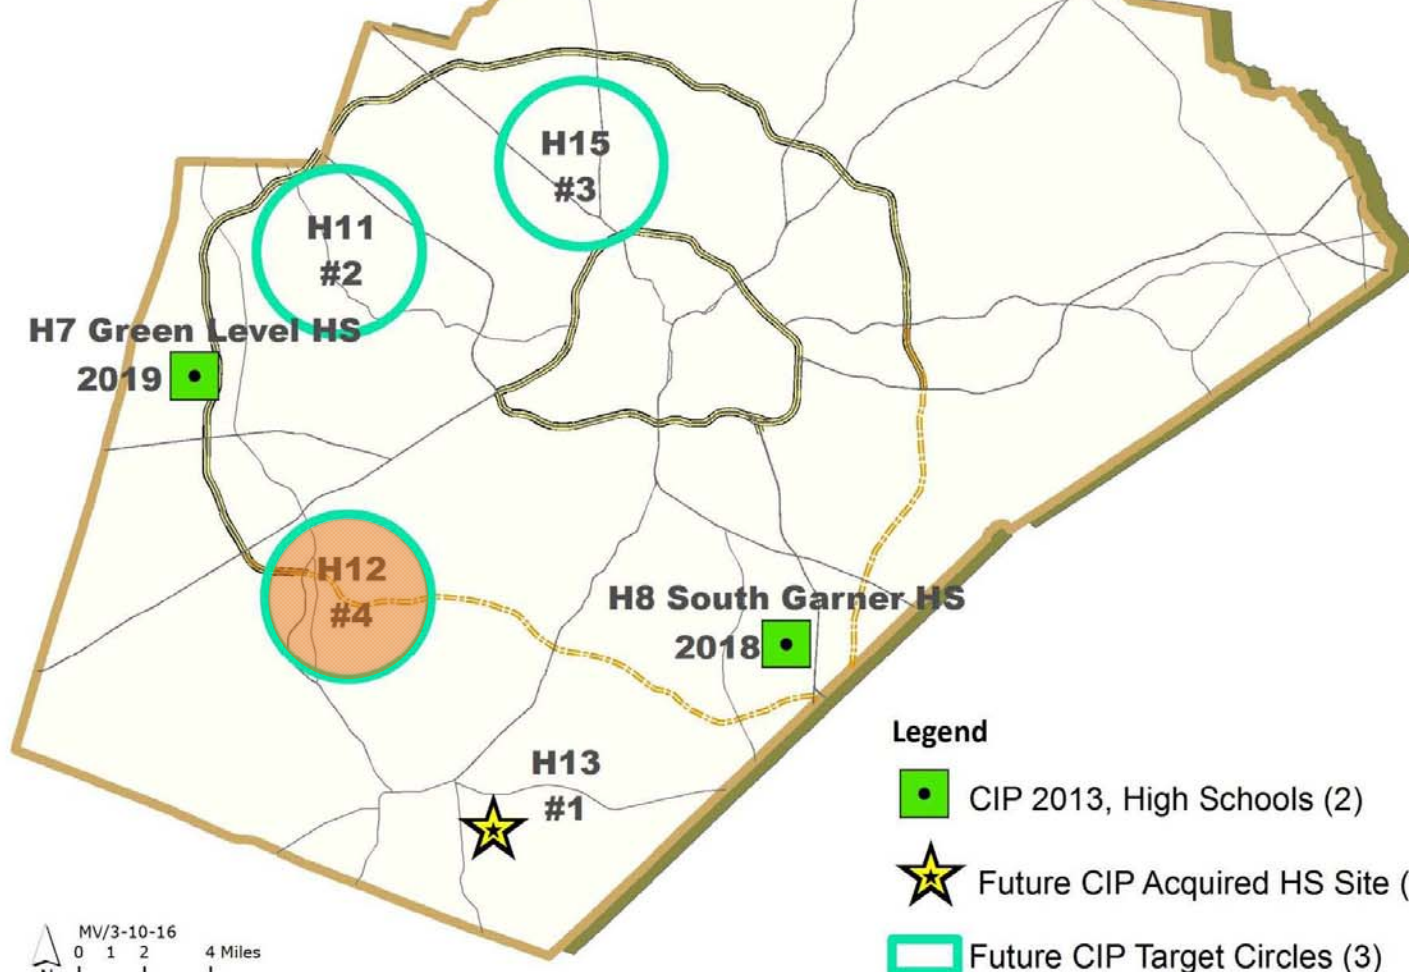 H15
#3
H11
#2
H7 Green Level HS
2019
H12
#4
H8 South Garner HS
2018
H13
#1
Legend
CIP 2013, High Schools (2)
Future CIP Acquired HS Site (
Future CIP Target Circles (3)
MV/3-10-16
0 1 2 4 Miles
N